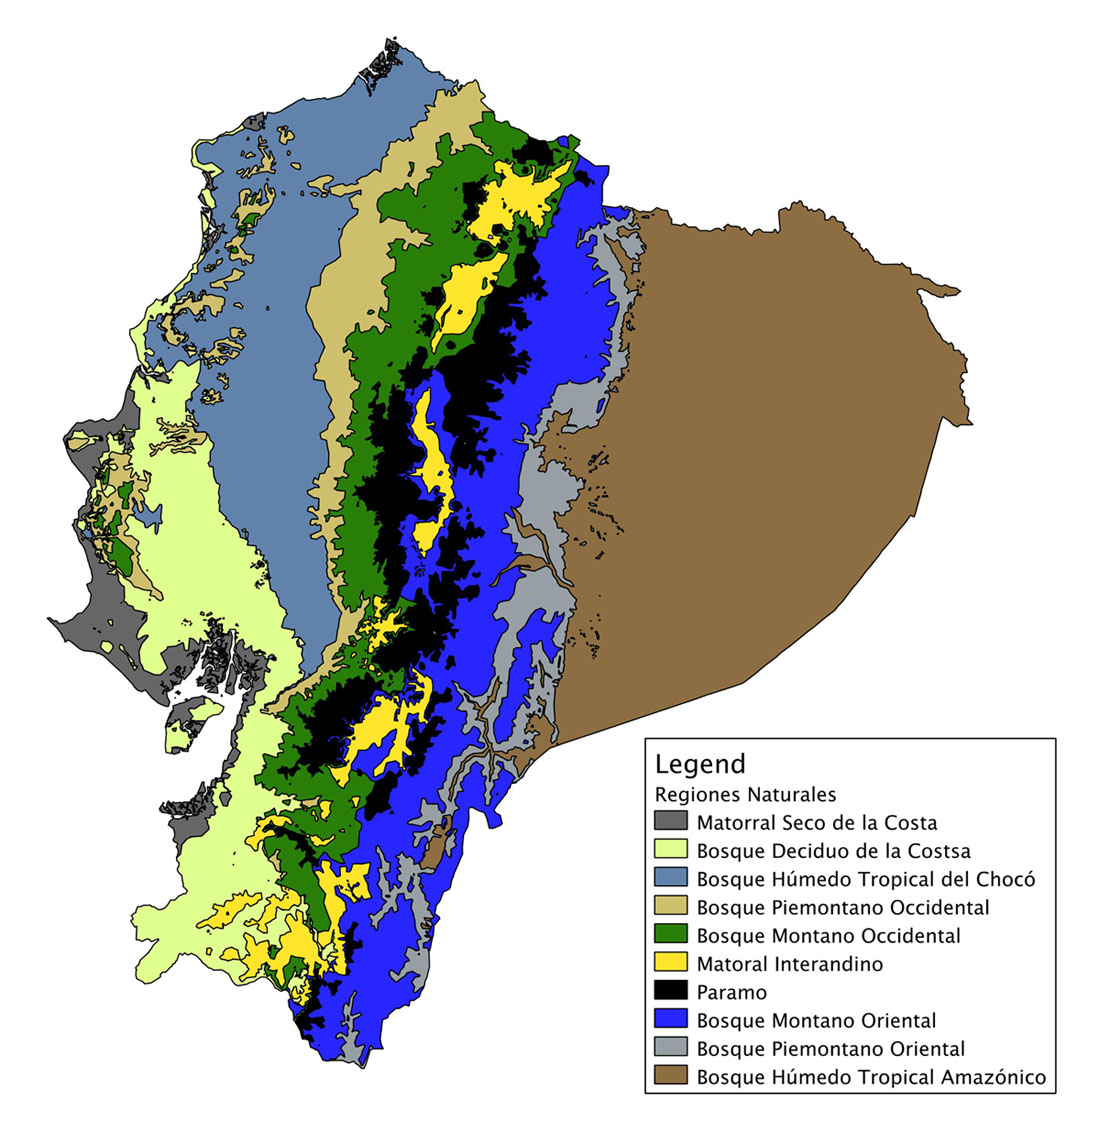 Legend
Regiones Naturales
Matorral Seco de la Costa
Bosque Deciduo de la Costsa
Bosque Húmedo Tropical del Chocó
Bosque Piemontano Occidental
Bosque Montano Occidental
Matoral Interandino
Paramo
Bosque Montano Oriental
Bosque Piemontano Oriental
Bosque Húmedo Tropical Amazónico